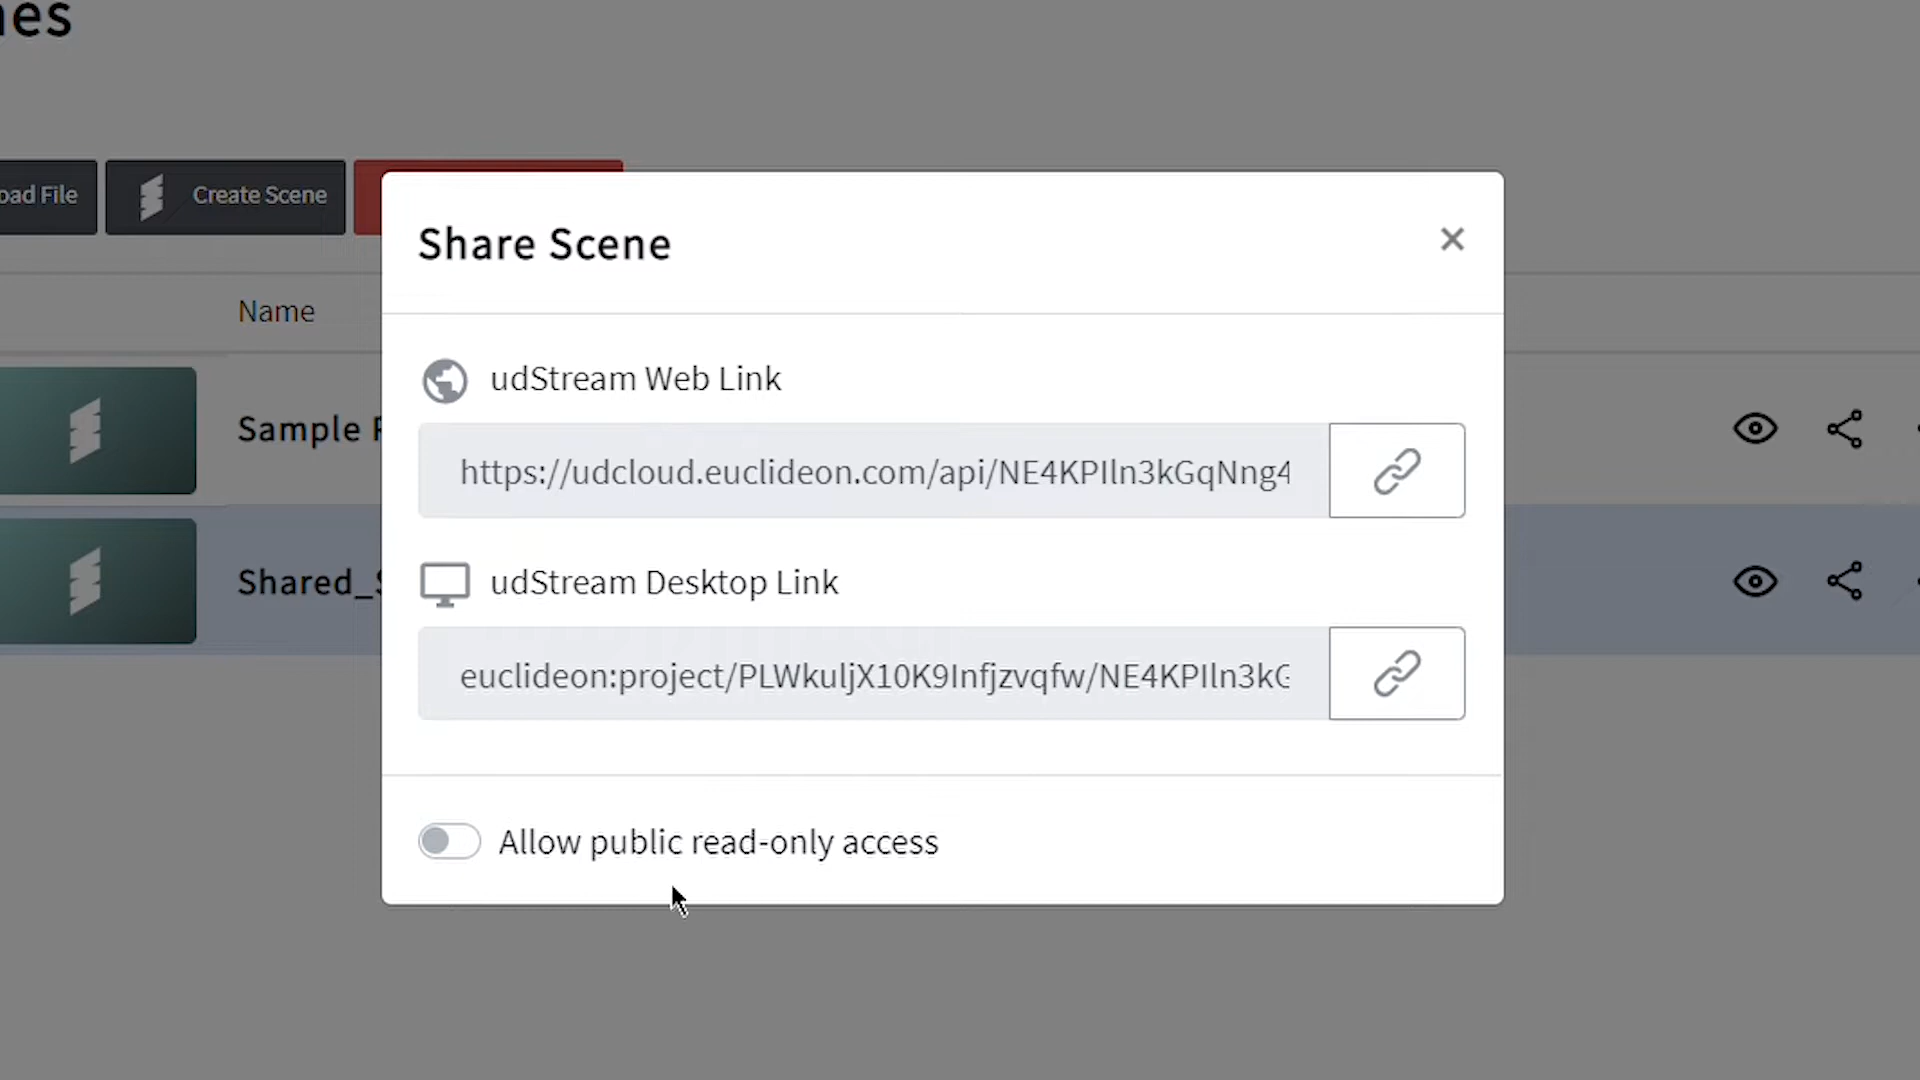 nes
oad File
Create Scene
Share Scene
Name
udStream Web Link
Sample
https://udcloud.euclideon.com/api/NE4KPIln3kGqNng4
udStream Desktop Link
Shared_
euclideon:project/PLWkuljX10K9Infjzvqfw/NE4KPIln3kG
Allow public read-only access